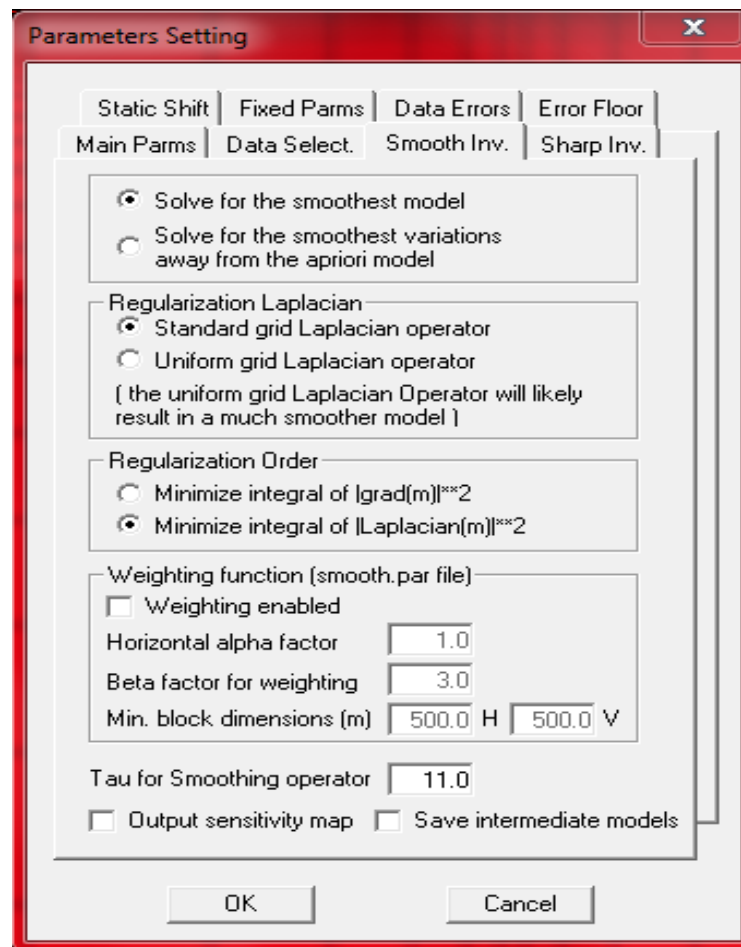 Parameters Setting
x
Static Shift Fixed Parms Data Errors Error Floor
Main Parms Data Select. Smooth Inv. Sharp Inv.
Solve for the smoothest model
Solve for the smoothest variations
away from the apriori model
Regularization Laplacian
Standard grid Laplacian operator
Uniform grid Laplacian operator
( the uniform grid Laplacian Operator will likely
result in a much smoother model )
Regularization Order
Minimize integral of |grad(m)|**2
Minimize integral of |Laplacian(m)|**2
Weighting function (smooth.par file)
Weighting enabled
Horizontal alpha factor 1.0
Beta factor for weighting 3.0
Min. block dimensions (m) 500.0 H 500.0 V
Tau for Smoothing operator 11.0
Output sensitivity map Save intermediate models
OK Cancel